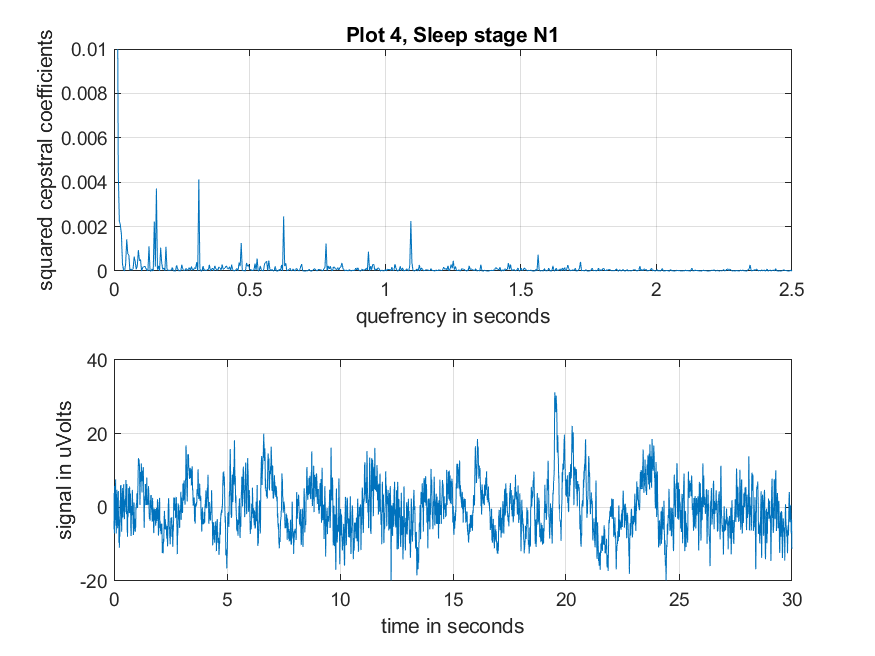 Plot 4, Sleep stage N1
squared cepstral coefficients
0.01
0.008
0.006
0.004
0.002
0
0 0.5 1 1.5 2 2.5
quefrency in seconds
signal in uVolts
40
20
0
-20
0 5 10 15 20 25 30
time in seconds